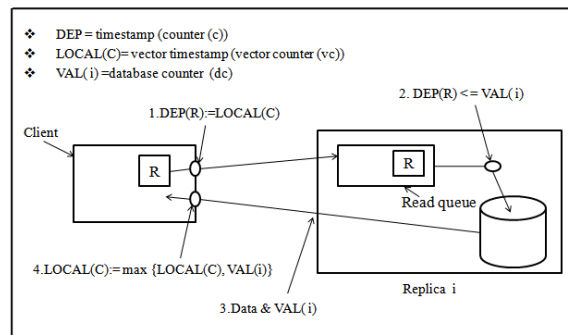 ❖ DEP = timestamp (counter (c))
❖ LOCAL(C)= vector timestamp (vector counter (vc))
❖ VAL( i ) =database counter (dc)
1.DEP(R):=LOCAL(C)
2. DEP(R) <= VAL( i )
Client
R
R
Read queue
4.LOCAL(C):= max {LOCAL(C), VAL(i)}
3.Data & VAL( i )
Replica i